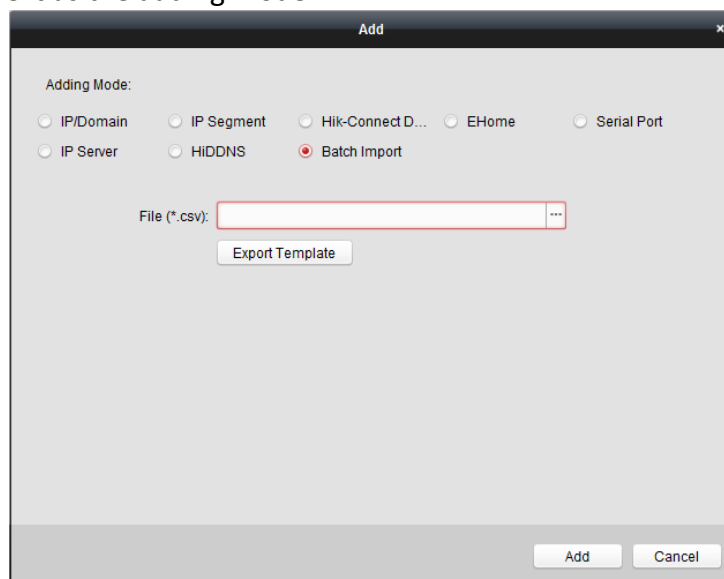 Add ×
Adding Mode:
IP/Domain IP Segment Hik-Connect D... EHome Serial Port
IP Server HiDDNS Batch Import
File (*.csv): ...
Export Template
Add Cancel